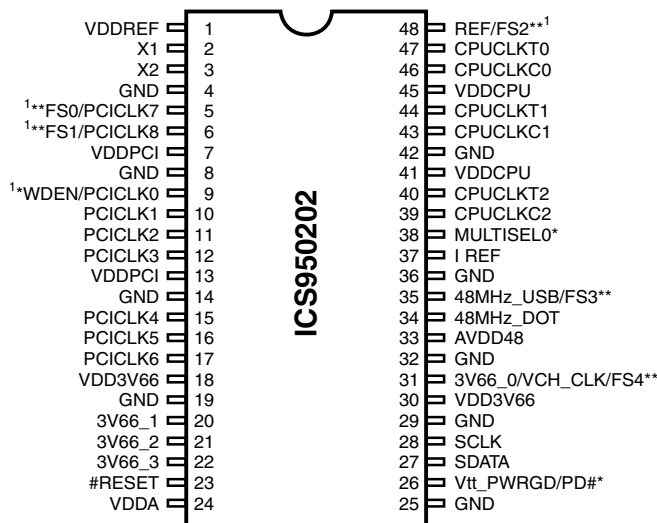 VDDREF 1 48 REF/FS2**1
X1 2 47 CPUCLKT0
X2 3 46 CPUCLKC0
GND 4 45 VDDCPU
1**FS0/PCICLK7 5 44 CPUCLKT1
1**FS1/PCICLK8 6 43 CPUCLKC1
VDDPCI 7 42 GND
GND 8 41 VDDCPU
1*WDEN/PCICLK0 9 40 CPUCLKT2
PCICLK1 10 39 CPUCLKC2
PCICLK2 11 38 MULTISEL0*
PCICLK3 12 37 I REF
VDDPCI 13 36 GND
GND 14 35 48MHz_USB/FS3**
PCICLK4 15 34 48MHz_DOT
PCICLK5 16 33 AVDD48
PCICLK6 17 32 GND
VDD3V66 18 31 3V66_0/VCH_CLK/FS4**
GND 19 30 VDD3V66
3V66_1 20 29 GND
3V66_2 21 28 SCLK
3V66_3 22 27 SDATA
#RESET 23 26 Vtt_PWRGD/PD#*
VDDA 24 25 GND
ICS950202